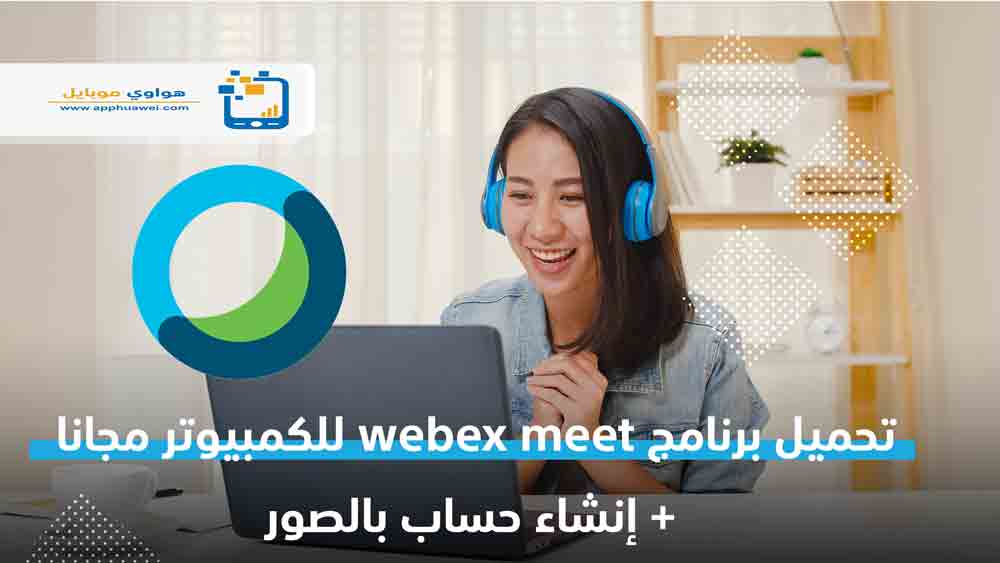 هواوي موبايل
www.apphuawei.com
تحميل برنامج webex meet للكمبيوتر مجانا
+ إنشاء حساب بالصور